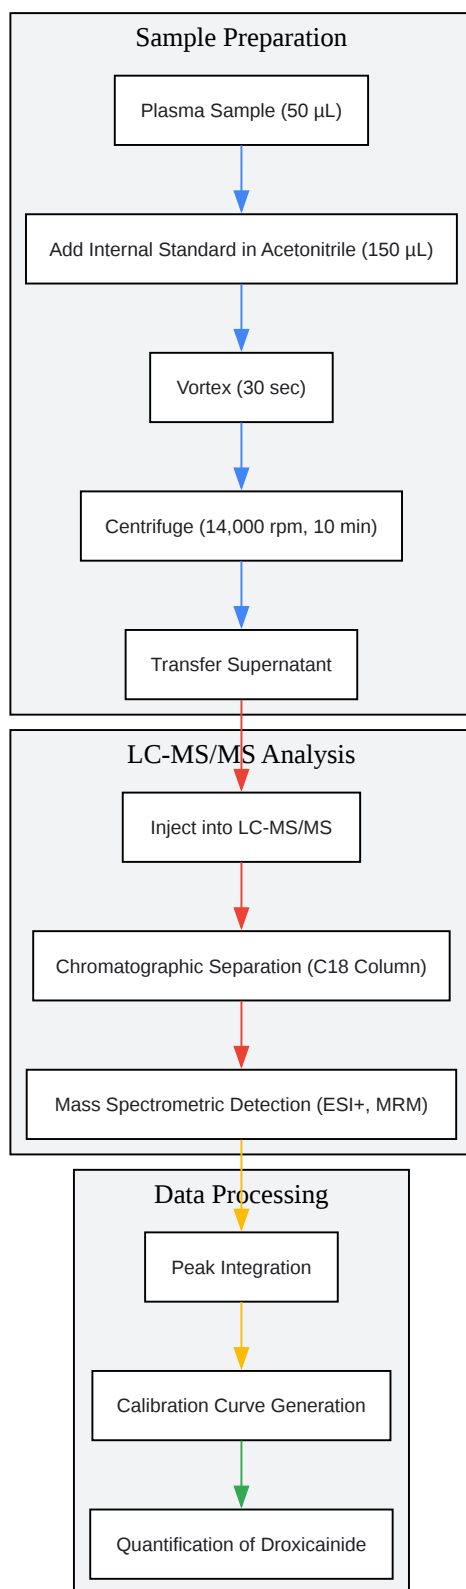 Sample Preparation
Plasma Sample (50 µL)
Add Internal Standard in Acetonitrile (150 µL)
Vortex (30 sec)
Centrifuge (14,000 rpm, 10 min)
Transfer Supernatant
LC-MS/MS Analysis
Inject into LC-MS/MS
Chromatographic Separation (C18 Column)
Mass Spectrometric Detection (ESI+, MRM)
Data Processing
Peak Integration
Calibration Curve Generation
Quantification of Droxicainide